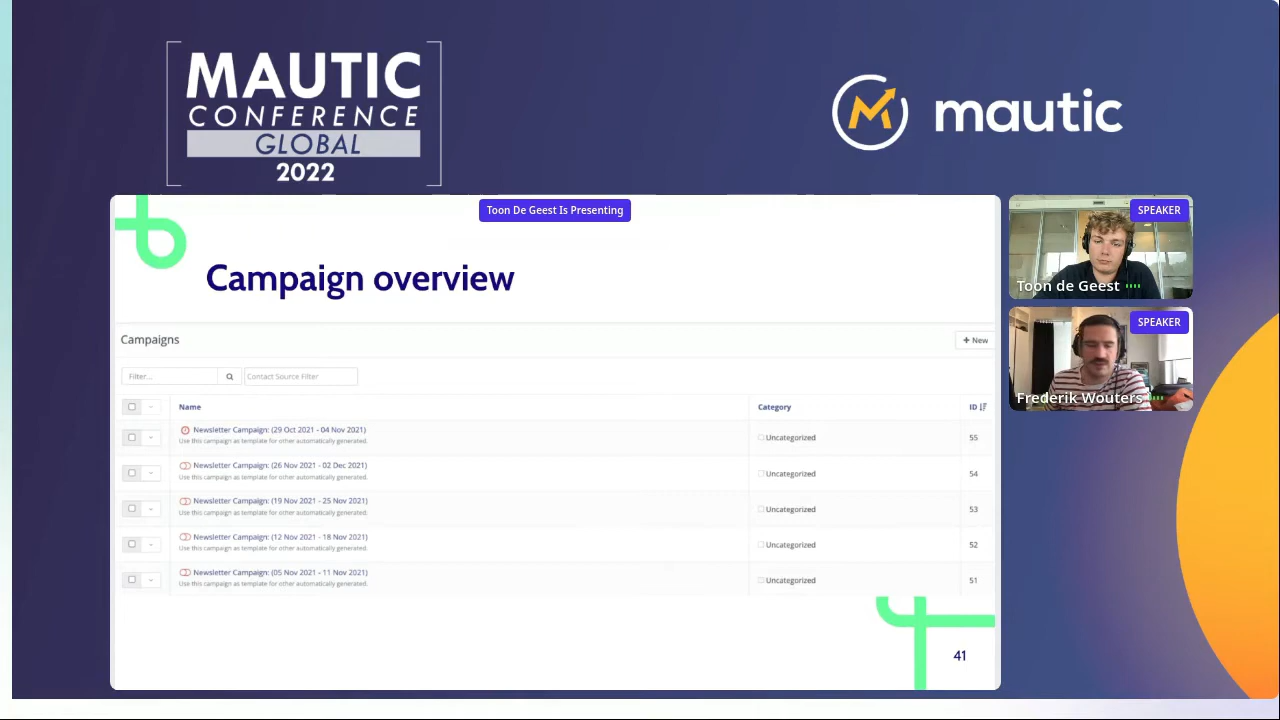 MAUTIC
CONFERENCE
GLOBAL
2022
mautic
Toon De Geest Is Presenting
SPEAKER
Toon de Geest
SPEAKER
Frederik Wouters
Campaign overview
Campaigns
+ New
Filter...
Contact Source Filter
Name
Category
ID
Newsletter Campaign: (29 Oct 2021 - 04 Nov 2021)
Use this campaign as template for other automatically generated.
Uncategorized
55
Newsletter Campaign: (26 Nov 2021 - 02 Dec 2021)
Use this campaign as template for other automatically generated.
Uncategorized
54
Newsletter Campaign: (19 Nov 2021 - 25 Nov 2021)
Use this campaign as template for other automatically generated.
Uncategorized
53
Newsletter Campaign: (12 Nov 2021 - 18 Nov 2021)
Use this campaign as template for other automatically generated.
Uncategorized
52
Newsletter Campaign: (05 Nov 2021 - 11 Nov 2021)
Use this campaign as template for other automatically generated.
Uncategorized
51
41